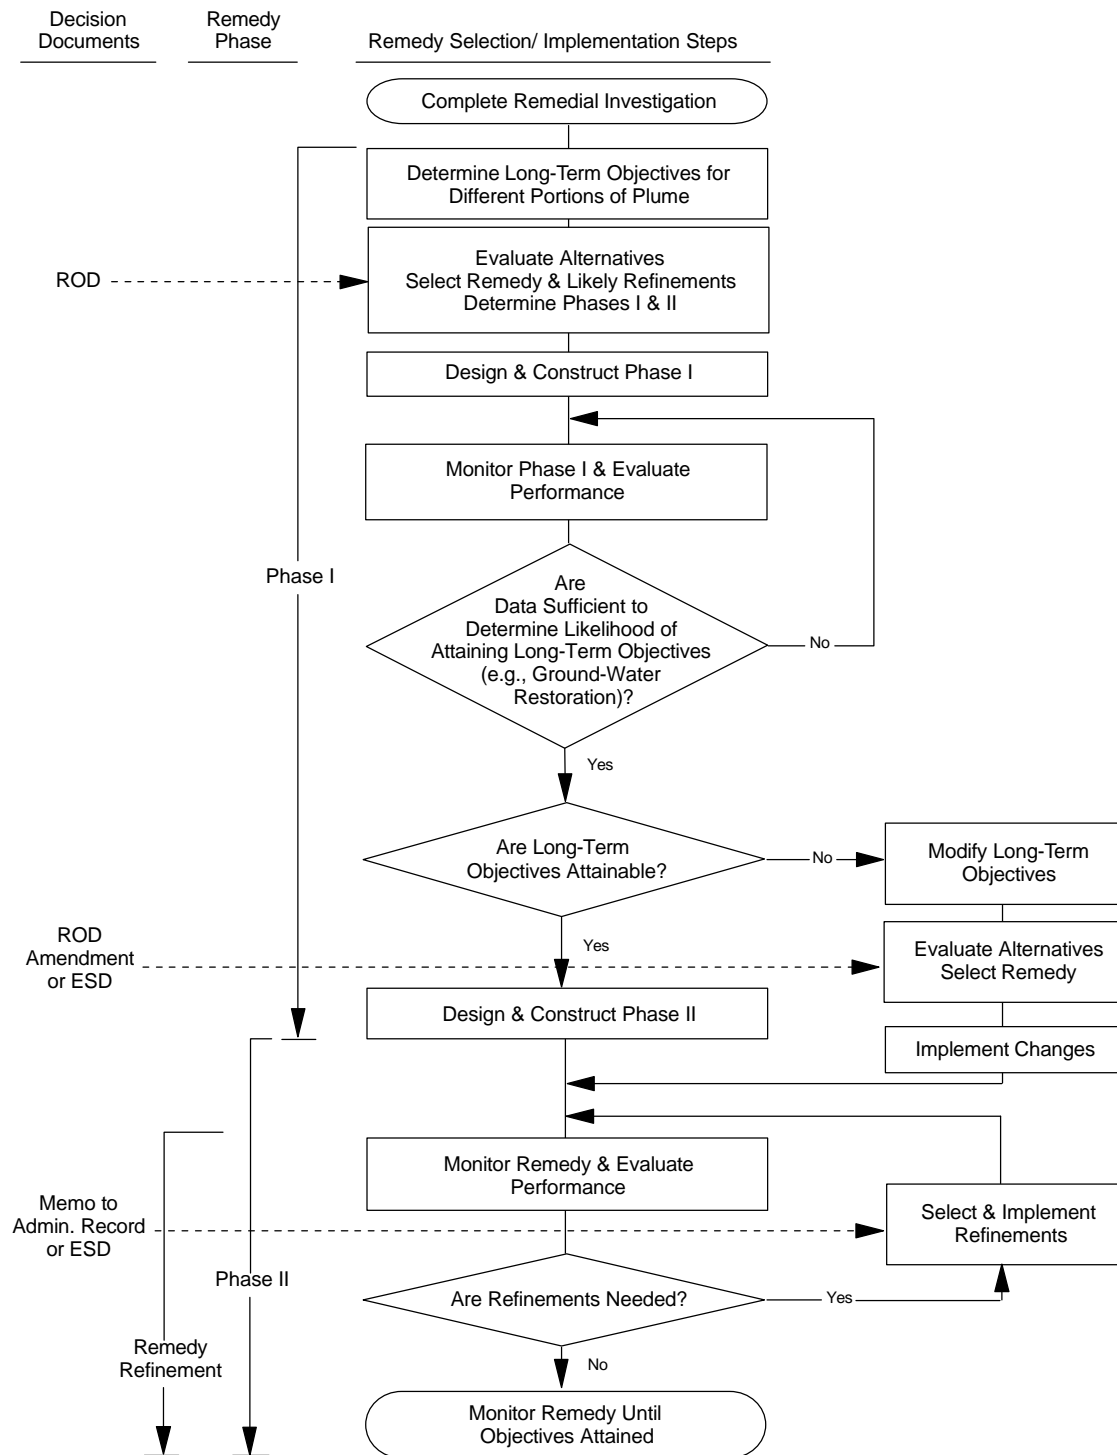 Decision
Documents
Remedy
Phase
Remedy Selection/ Implementation Steps
Complete Remedial Investigation
Determine Long-Term Objectives for
Different Portions of Plume
ROD
Evaluate Alternatives
Select Remedy & Likely Refinements
Determine Phases I & II
Design & Construct Phase I
Monitor Phase I & Evaluate
Performance
Phase I
Are
Data Sufficient to
Determine Likelihood of
Attaining Long-Term Objectives
(e.g., Ground-Water
Restoration)?
No
Yes
Are Long-Term
Objectives Attainable?
No
Modify Long-Term
Objectives
Yes
ROD
Amendment
or ESD
Evaluate Alternatives
Select Remedy
Design & Construct Phase II
Implement Changes
Monitor Remedy & Evaluate
Performance
Memo to
Admin. Record
or ESD
Select & Implement
Refinements
Phase II
Are Refinements Needed?
Yes
Remedy
Refinement
No
Monitor Remedy Until
Objectives Attained